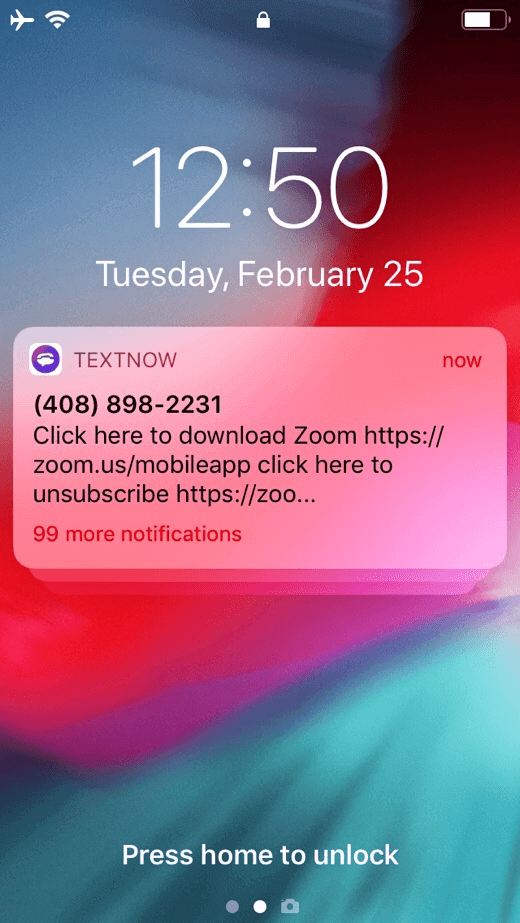 12:50
Tuesday, February 25
TEXTNOW
now
(408) 898-2231
Click here to download Zoom https://
zoom.us/mobileapp click here to
unsubscribe https://zoo...
99 more notifications
Press home to unlock